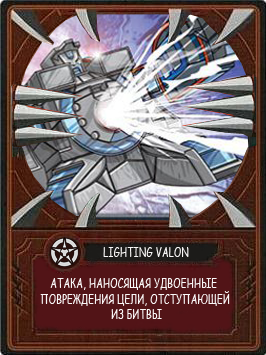 LIGHTING VALON
АТАКА, НАНОСЯЩАЯ УДВОЕННЫЕ
ПОВРЕЖДЕНИЯ ЦЕЛИ, ОТСТУПАЮЩЕЙ
ИЗ БИТВЫ